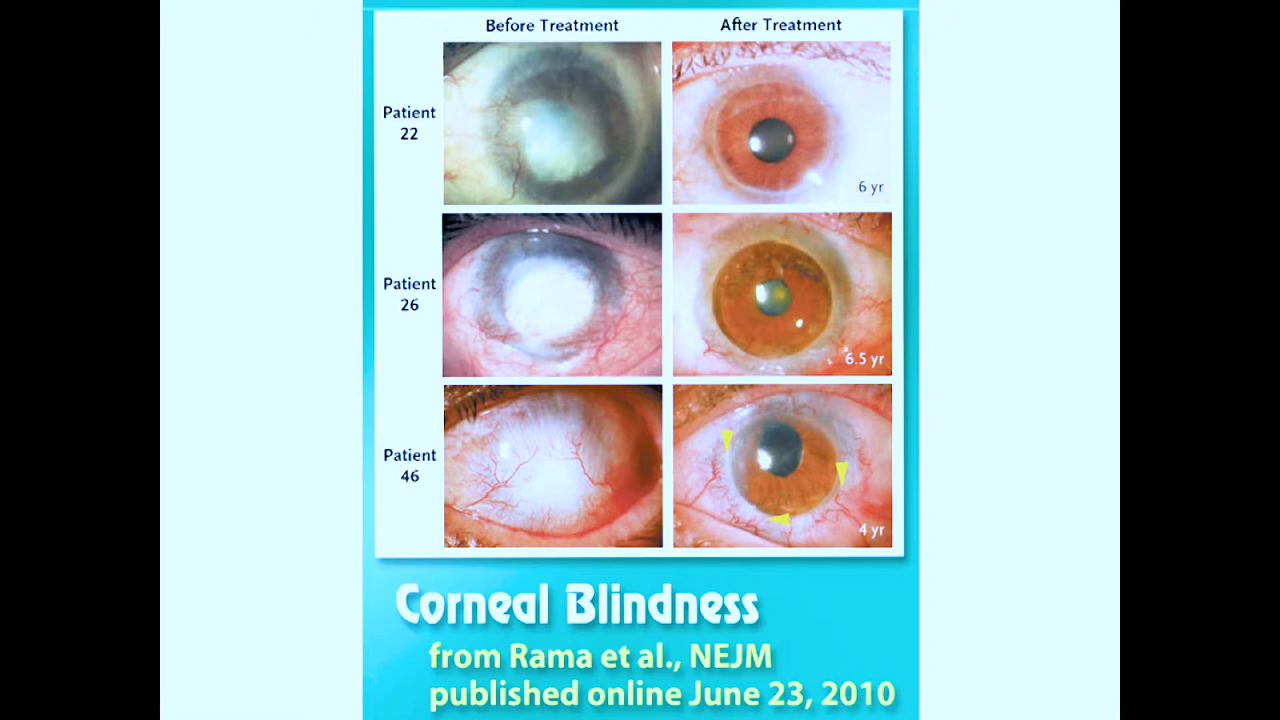 Before Treatment
After Treatment
Patient
22
6 yr
Patient
26
6.5 yr
Patient
46
4 yr
Corneal Blindness
from Rama et al., NEJM
published online June 23, 2010